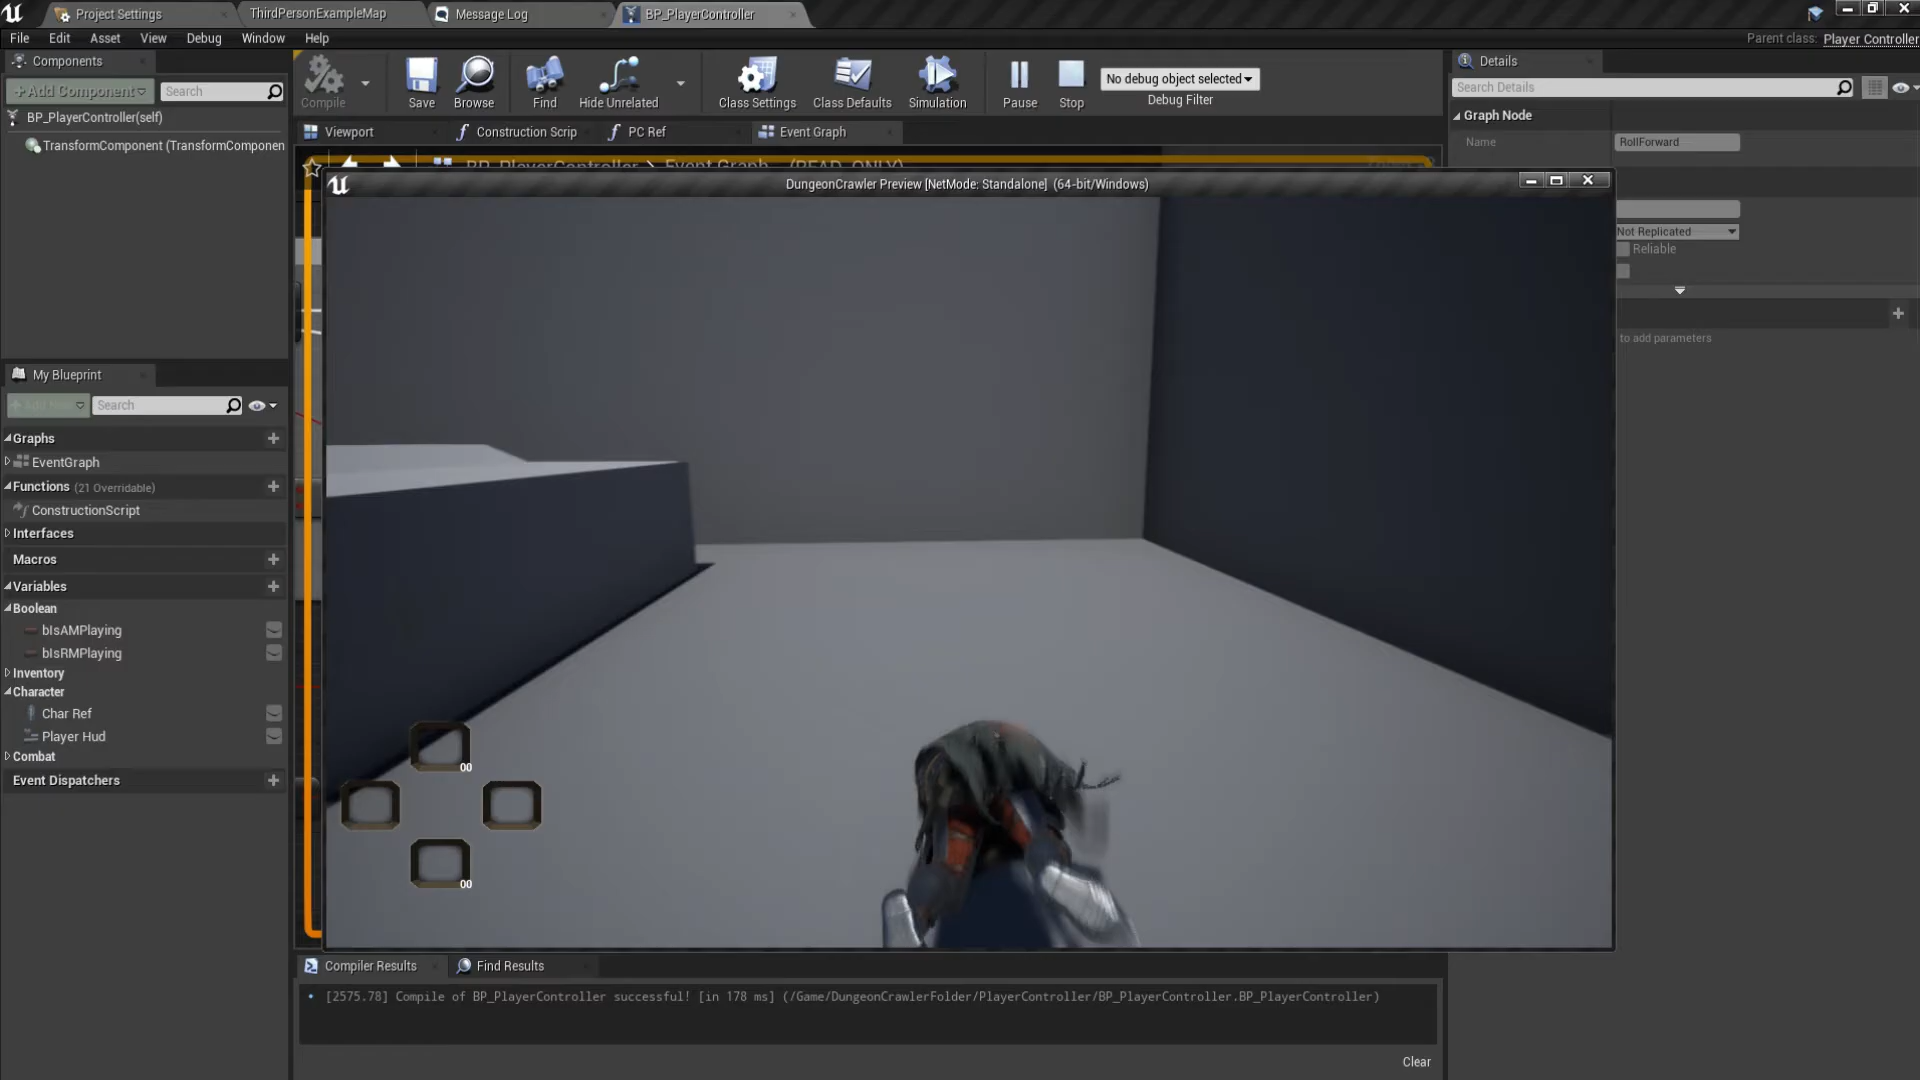 Project Settings
ThirdPersonExampleMap
Message Log
BP_PlayerController
File Edit Asset View Debug Window Help
Parent class: Player Controller
Components
Add Component
Search
BP_PlayerController(self)
TransformComponent (TransformComponen
Compile
Save
Browse
Find
Hide Unrelated
Class Settings
Class Defaults
Simulation
Pause
Stop
No debug object selected
Debug Filter
Viewport
Construction Scrip
PC Ref
Event Graph
BP_PlayerController > Event Graph (READ-ONLY)
DungeonCrawler Preview [NetMode: Standalone] (64-bit/Windows)
00
00
Details
Search Details
Graph Node
Name
RollForward
Not Replicated
Reliable
to add parameters
My Blueprint
Search
Graphs
EventGraph
Functions (21 Overridable)
ConstructionScript
Interfaces
Macros
Variables
Boolean
bIsAMPlaying
bIsRMPlaying
Inventory
Character
Char Ref
Player Hud
Combat
Event Dispatchers
Compiler Results
Find Results
[2575.78] Compile of BP_PlayerController successful! [in 178 ms] (/Game/DungeonCrawlerFolder/PlayerController/BP_PlayerController.BP_PlayerController)
Clear